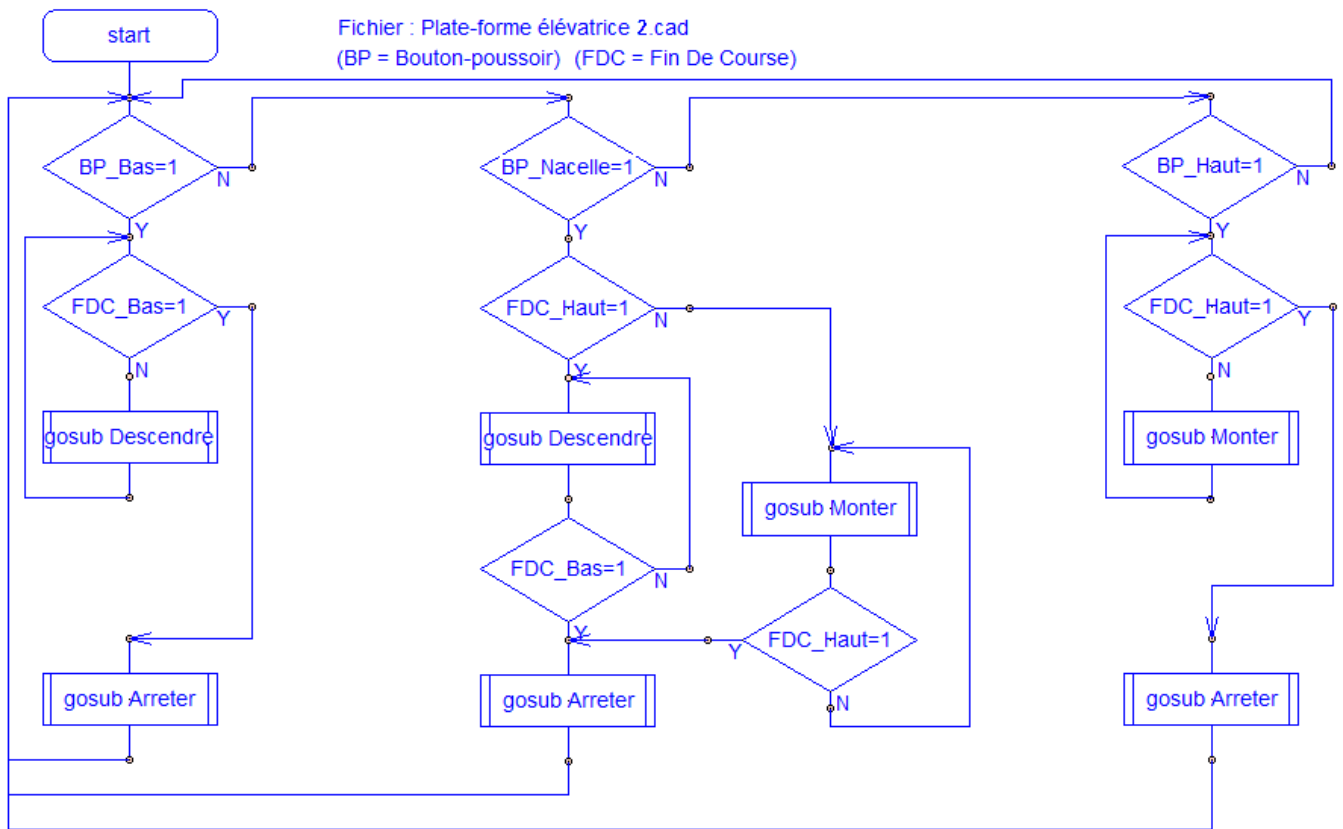 start
Fichier : Plate-forme élévatrice 2.cad
(BP = Bouton-poussoir) (FDC = Fin De Course)
BP_Bas=1
N
Y
FDC_Bas=1
Y
N
gosub Descendre
gosub Arreter
BP_Nacelle=1
N
Y
FDC_Haut=1
N
Y
gosub Descendre
FDC_Bas=1
N
Y
gosub Arreter
gosub Monter
FDC_Haut=1
Y
N
BP_Haut=1
N
Y
FDC_Haut=1
Y
N
gosub Monter
gosub Arreter